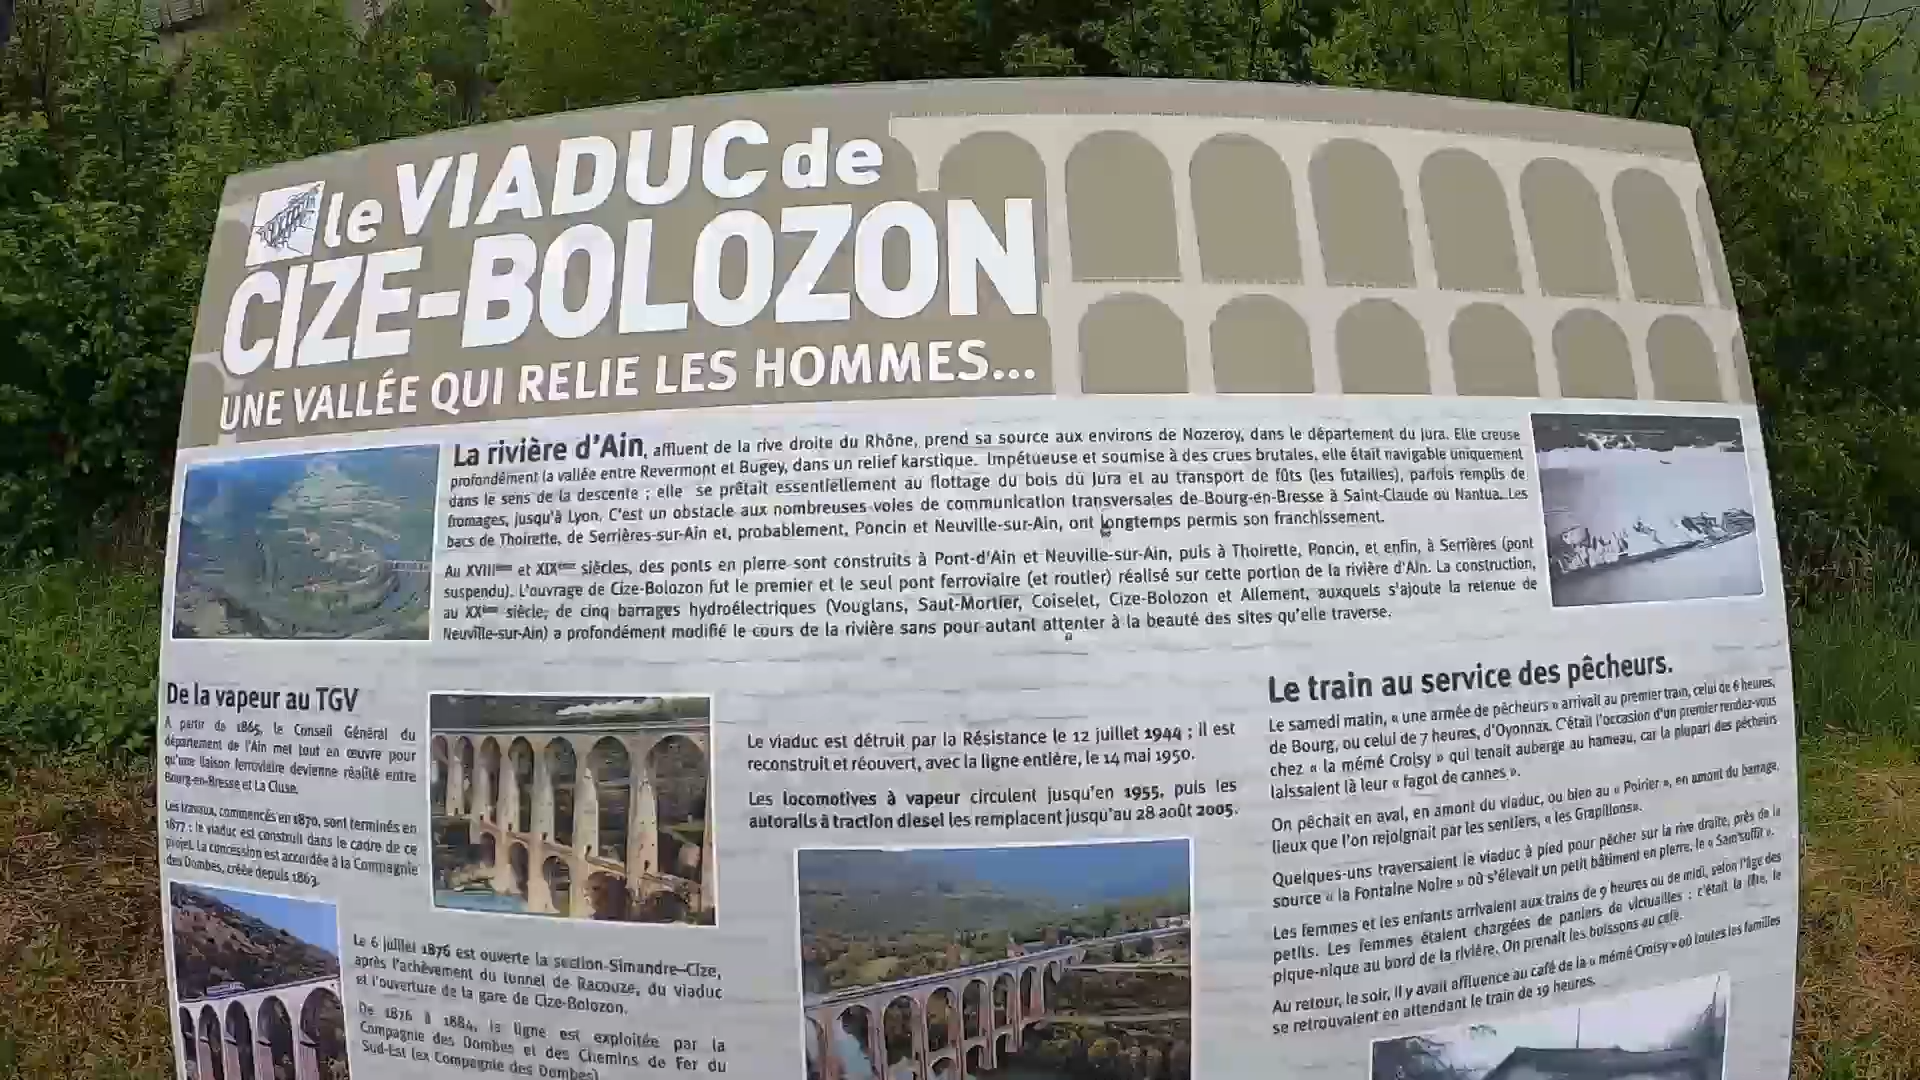 le VIADUC de
CIZE-BOLOZON
UNE VALLÉE QUI RELIE LES HOMMES...
La rivière d'Ain, affluent de la rive droite du Rhône, prend sa source aux environs de Nozeroy, dans le département du Jura. Elle creuse
profondément la vallée entre Revermont et Bugey, dans un relief karstique. Impétueuse et soumise à des crues brutales, elle était navigable uniquement
dans le sens de la descente ; elle se prêtait essentiellement au flottage du bois du Jura et au transport de fûts (les futailles), parfois remplis de
fromages, jusqu'à Lyon. C'est un obstacle aux nombreuses voies de communication transversales de Bourg-en-Bresse à Saint-Claude ou Nantua. Les
bacs de Thoirette, de Serrières-sur-Ain et, probablement, Poncin et Neuville-sur-Ain, ont longtemps permis son franchissement.
Au XVIIIème et XIXème siècles, des ponts en pierre sont construits à Pont-d'Ain et Neuville-sur-Ain, puis à Thoirette, Poncin, et enfin, à Serrières (pont
suspendu). L'ouvrage de Cize-Bolozon fut le premier et le seul pont ferroviaire (et routier) réalisé sur cette portion de la rivière d'Ain. La construction,
au XXème siècle, de cinq barrages hydroélectriques (Vouglans, Saut-Mortier, Coiselet, Cize-Bolozon et Allement, auxquels s'ajoute la retenue de
Neuville-sur-Ain) a profondément modifié le cours de la rivière sans pour autant attenter à la beauté des sites qu'elle traverse.
De la vapeur au TGV
A partir de 1865, le Conseil Général du
département de l'Ain met tout en œuvre pour
qu'une liaison ferroviaire devienne réalité entre
Bourg-en-Bresse et La Cluse.
Les travaux, commencés en 1870, sont terminés en
1877 : le viaduc est construit dans le cadre de ce
projet. La concession est accordée à la Compagnie
des Dombes, créée depuis 1863.
Le 6 juillet 1876 est ouverte la section Simandre–Cize,
après l'achèvement du tunnel de Racouze, du viaduc
et l'ouverture de la gare de Cize-Bolozon.
De 1876 à 1884, la ligne est exploitée par la
Compagnie des Dombes et des Chemins de Fer du
Sud-Est (ex Compagnie des Dombes)
Le viaduc est détruit par la Résistance le 12 juillet 1944 ; il est
reconstruit et réouvert, avec la ligne entière, le 14 mai 1950.
Les locomotives à vapeur circulent jusqu'en 1955, puis les
autorails à traction diesel les remplacent jusqu'au 28 août 2005.
Le train au service des pêcheurs.
Le samedi matin, « une armée de pêcheurs » arrivait au premier train, celui de 6 heures,
de Bourg, ou celui de 7 heures, d'Oyonnax. C'était l'occasion d'un premier rendez-vous
chez « la mémé Croisy » qui tenait auberge au hameau, car la plupart des pêcheurs
laissaient là leur « fagot de cannes ».
On pêchait en aval, en amont du viaduc, ou bien au « Poirier », en amont du barrage,
lieux que l'on rejoignait par les sentiers, « les Grapillons».
Quelques-uns traversaient le viaduc à pied pour pêcher sur la rive droite, près de la
source « la Fontaine Noire » où s'élevait un petit bâtiment en pierre, le « Sam'suffit ».
Les femmes et les enfants arrivaient aux trains de 9 heures ou de midi, selon l'âge des
petits. Les femmes étaient chargées de paniers de victuailles : c'était la fête, le
pique-nique au bord de la rivière. On prenait les boissons au café.
Au retour, le soir, il y avait affluence au café de la « mémé Croisy » où toutes les familles
se retrouvaient en attendant le train de 19 heures.